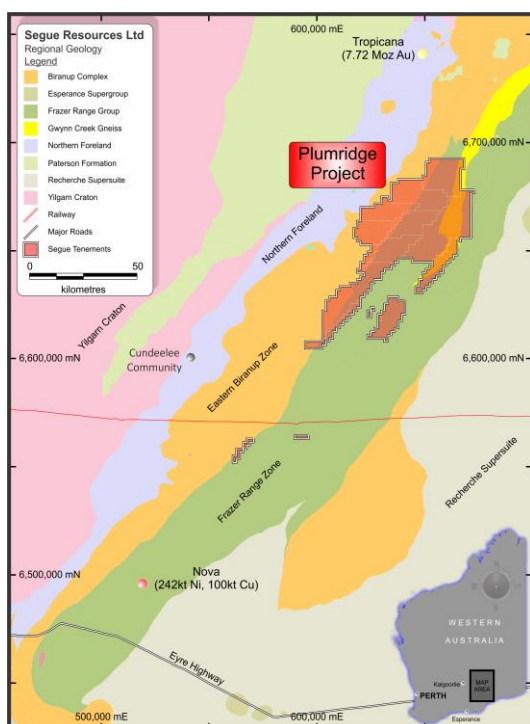 Segue Resources Ltd
Regional Geology
Legend
Biranup Complex
Esperance Supergroup
Frazer Range Group
Gwynn Creek Gneiss
Northern Foreland
Paterson Formation
Recherche Supersuite
Yilgarn Craton
Railway
Major Roads
Segue Tenements
0 50
kilometres
600,000 mE
Tropicana
(7.72 Moz Au)
6,700,000 mN
Plumridge
Project
Northern Foreland
Yilgarn Craton
6,600,000 mN
6,600,000 mN
Cundeelee
Community
Eastern Biranup Zone
Frazer Range Zone
Recherche Supersuite
Nova
(242kt Ni, 100kt Cu)
6,500,000 mN
Eyre Highway
500,000 mE
600,000 mE
WESTERN
AUSTRALIA
Kalgoorlie
MAP
AREA
PERTH
Esperance